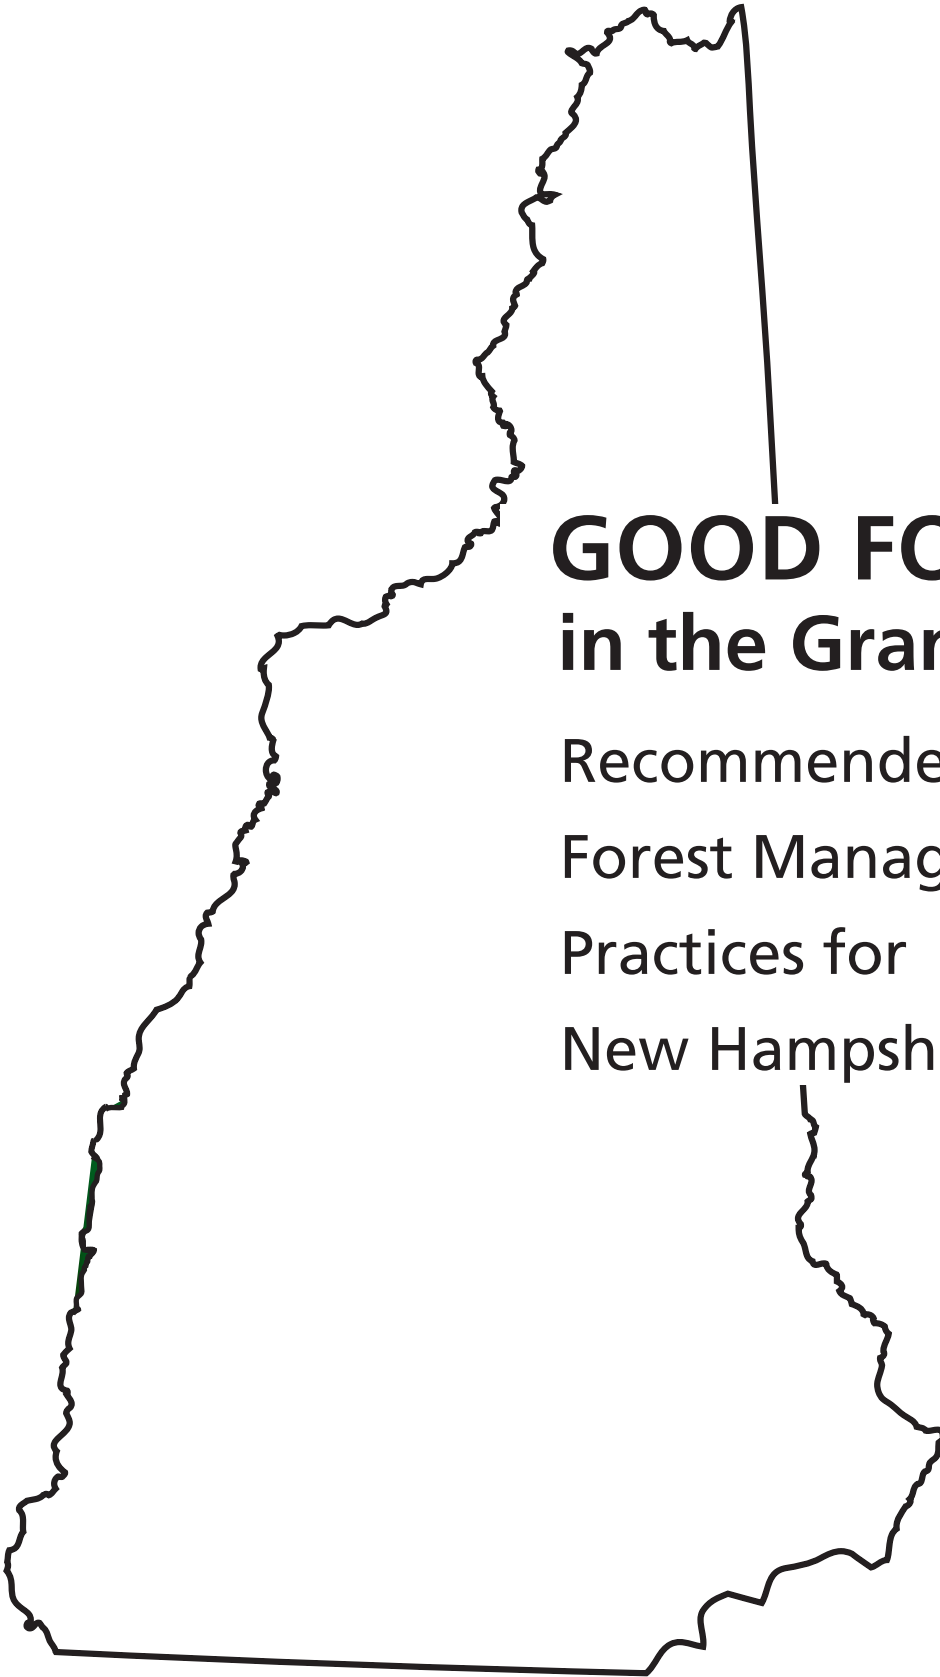 GOOD FO
in the Gran
Recommende
Forest Manag
Practices for
New Hampsh